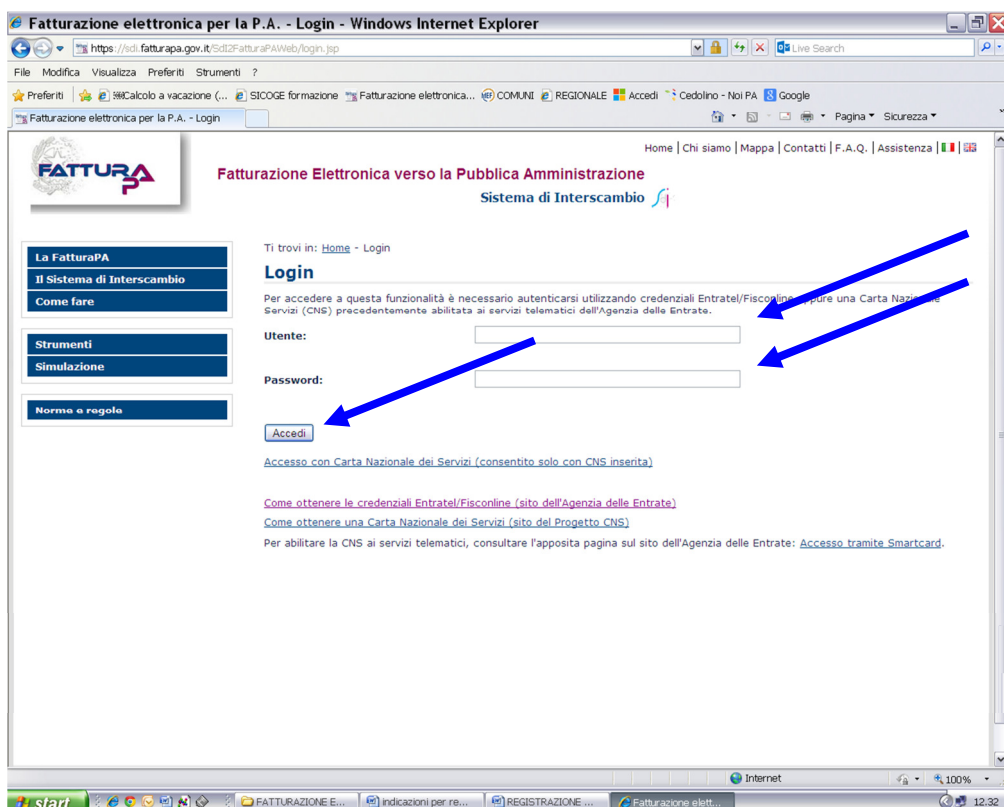 Fatturazione elettronica per la P.A. - Login - Windows Internet Explorer
https://sdi.fatturapa.gov.it/SdI2FatturaPAWeb/login.jsp
Live Search
File Modifica Visualizza Preferiti Strumenti ?
Preferiti Calcolo a vacazione (... SICOGE formazione Fatturazione elettronica... COMUNI REGIONALE Accedi Cedolino - Noi PA Google
Fatturazione elettronica per la P.A. - Login Pagina Sicurezza
Home | Chi siamo | Mappa | Contatti | F.A.Q. | Assistenza |
FATTURA PA
Fatturazione Elettronica verso la Pubblica Amministrazione
Sistema di Interscambio
Ti trovi in: Home - Login
La FatturaPA
Il Sistema di Interscambio
Come fare
Strumenti
Simulazione
Norme e regole
Login
Per accedere a questa funzionalità è necessario autenticarsi utilizzando credenziali Entratel/Fisconline oppure una Carta Nazionale
Servizi (CNS) precedentemente abilitata ai servizi telematici dell'Agenzia delle Entrate.
Utente:
Password:
Accedi
Accesso con Carta Nazionale dei Servizi (consentito solo con CNS inserita)
Come ottenere le credenziali Entratel/Fisconline (sito dell'Agenzia delle Entrate)
Come ottenere una Carta Nazionale dei Servizi (sito del Progetto CNS)
Per abilitare la CNS ai servizi telematici, consultare l'apposita pagina sul sito dell'Agenzia delle Entrate: Accesso tramite Smartcard.
Internet 100%
start FATTURAZIONE E... indicazioni per re... REGISTRAZIONE ... Fatturazione elett... 12.32